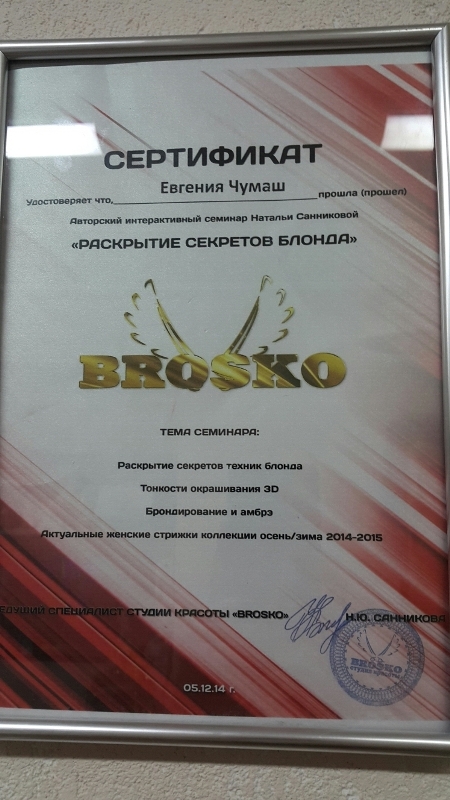 СЕРТИФИКАТ
Евгения Чумаш
Удостоверяет что, прошла (прошел)
Авторский интерактивный семинар Натальи Санниковой
«РАСКРЫТИЕ СЕКРЕТОВ БЛОНДА»
BROSKO
ТЕМА СЕМИНАРА:
Раскрытие секретов техник блонда
Тонкости окрашивания 3D
Брондирование и амбрэ
Актуальные женские стрижки коллекции осень/зима 2014-2015
ЕДУЩИЙ СПЕЦИАЛИСТ СТУДИИ КРАСОТЫ «BROSKO» Н.Ю. САННИКОВА
BROSKO
студия красоты
05.12.14 г.